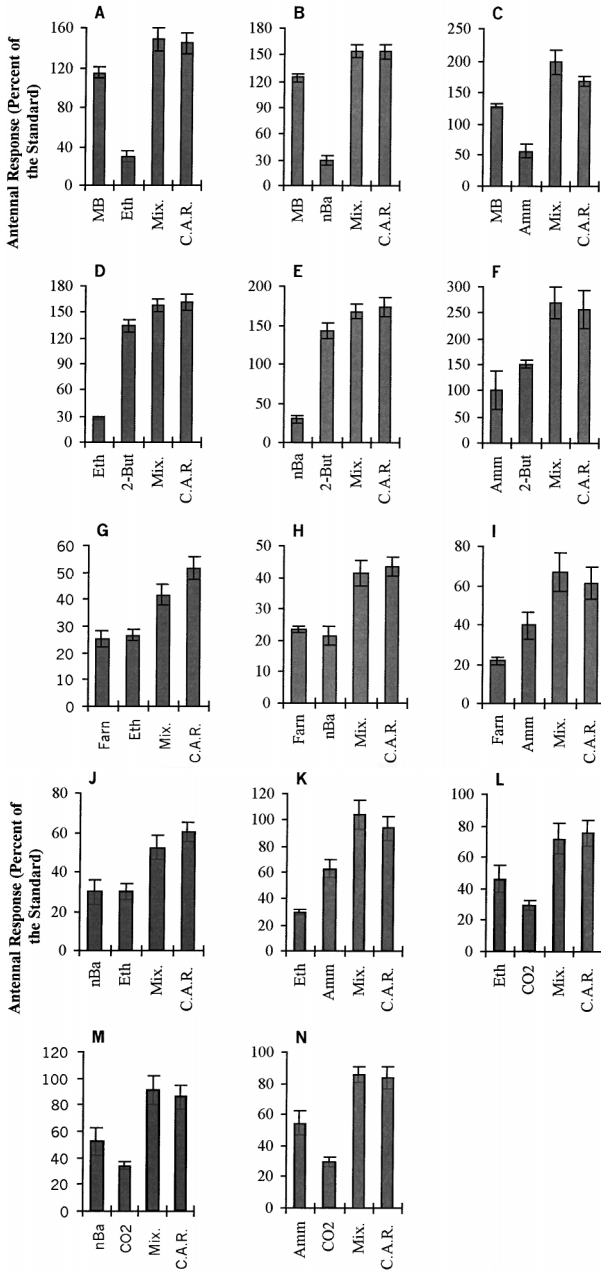 Antennal Response (Percent of
the Standard)
A
160
120
80
40
0
MB
Eth
Mix.
C.A.R.
B
180
150
120
90
60
30
0
MB
nBa
Mix.
C.A.R.
C
250
200
150
100
50
0
MB
Amm
Mix.
C.A.R.
D
180
150
120
90
60
30
0
Eth
2-But
Mix.
C.A.R.
E
200
150
100
50
0
nBa
2-But
Mix.
C.A.R.
F
300
250
200
150
100
50
0
Amm
2-But
Mix.
C.A.R.
G
60
50
40
30
20
10
0
Farn
Eth
Mix.
C.A.R.
H
50
40
30
20
10
0
Farn
nBa
Mix.
C.A.R.
I
80
60
40
20
0
Farn
Amm
Mix.
C.A.R.
Antennal Response (Percent of
the Standard)
J
80
60
40
20
0
nBa
Eth
Mix.
C.A.R.
K
120
100
80
60
40
20
0
Eth
Amm
Mix.
C.A.R.
L
100
80
60
40
20
0
Eth
CO2
Mix.
C.A.R.
M
120
100
80
60
40
20
0
nBa
CO2
Mix.
C.A.R.
N
100
80
60
40
20
0
Amm
CO2
Mix.
C.A.R.